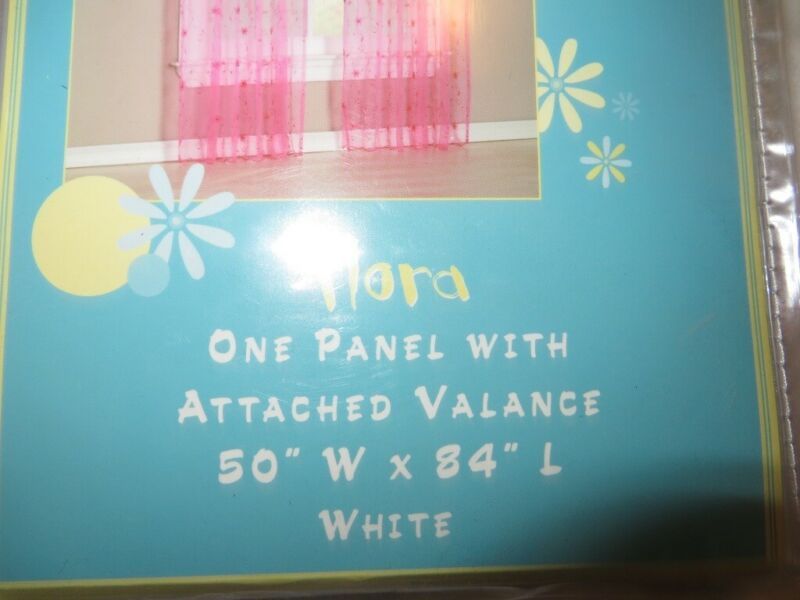 flora
ONE PANEL WITH
ATTACHED VALANCE
50" W x 84" L
WHITE